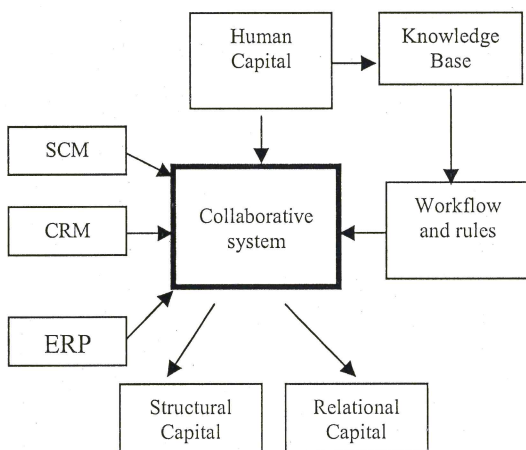 Human
Capital
Knowledge
Base
SCM
CRM
ERP
Collaborative
system
Workflow
and rules
Structural
Capital
Relational
Capital